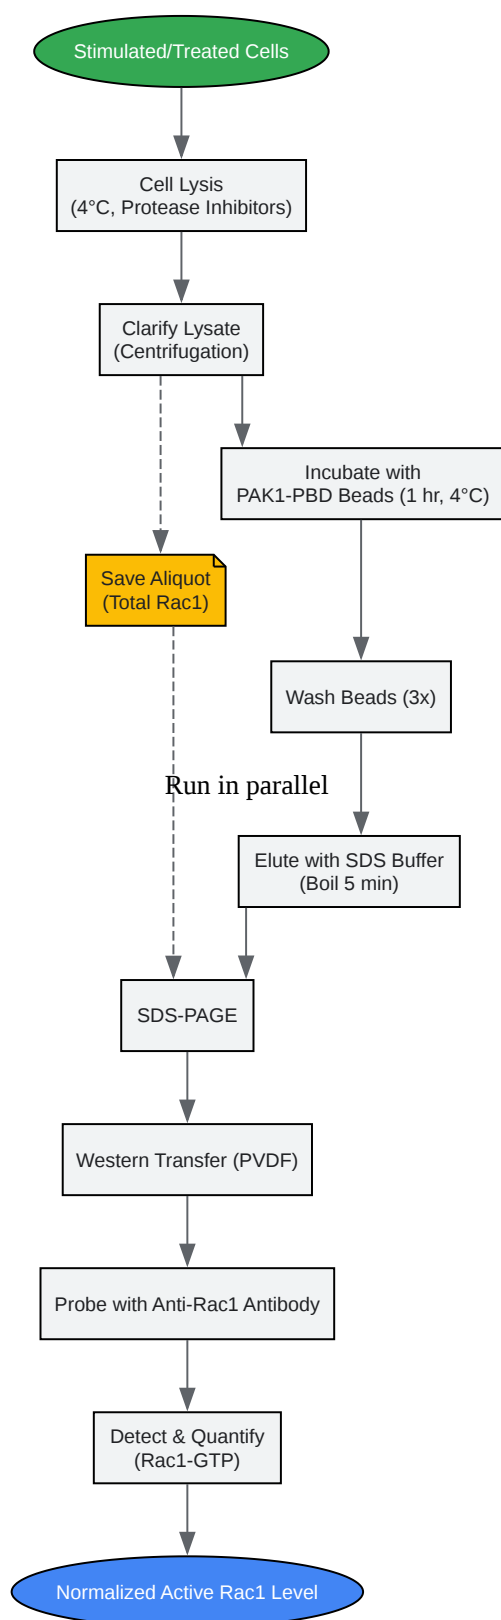 Stimulated/Treated Cells
Cell Lysis
(4°C, Protease Inhibitors)
Clarify Lysate
(Centrifugation)
Incubate with
PAK1-PBD Beads (1 hr, 4°C)
Save Aliquot
(Total Rac1)
Wash Beads (3x)
Run in parallel
Elute with SDS Buffer
(Boil 5 min)
SDS-PAGE
Western Transfer (PVDF)
Probe with Anti-Rac1 Antibody
Detect & Quantify
(Rac1-GTP)
Normalized Active Rac1 Level